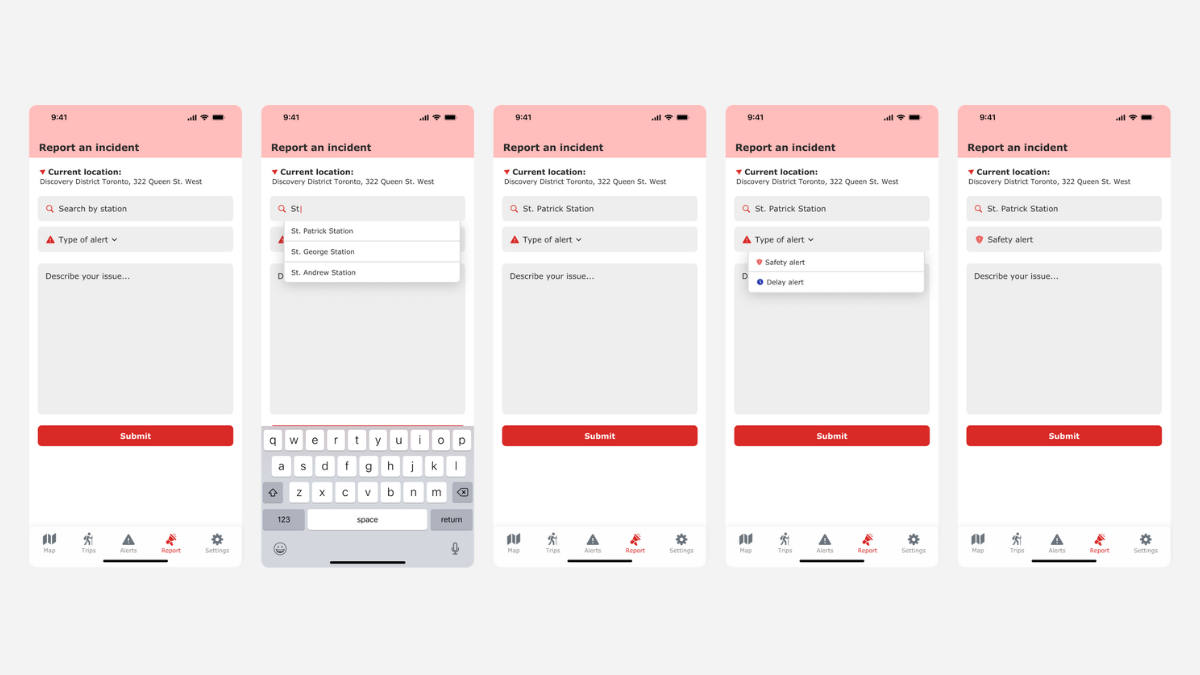 9:41
Report an incident
Current location:
Discovery District Toronto, 322 Queen St. West
Search by station
Type of alert
Describe your issue...
Submit
Map Trips Alerts Report Settings
9:41
Report an incident
Current location:
Discovery District Toronto, 322 Queen St. West
St
St. Patrick Station
St. George Station
St. Andrew Station
D
q w e r t y u i o p
a s d f g h j k l
z x c v b n m
123 space return
9:41
Report an incident
Current location:
Discovery District Toronto, 322 Queen St. West
St. Patrick Station
Type of alert
Describe your issue...
Submit
Map Trips Alerts Report Settings
9:41
Report an incident
Current location:
Discovery District Toronto, 322 Queen St. West
St. Patrick Station
Type of alert
Safety alert
D
Delay alert
Submit
Map Trips Alerts Report Settings
9:41
Report an incident
Current location:
Discovery District Toronto, 322 Queen St. West
St. Patrick Station
Safety alert
Describe your issue...
Submit
Map Trips Alerts Report Settings